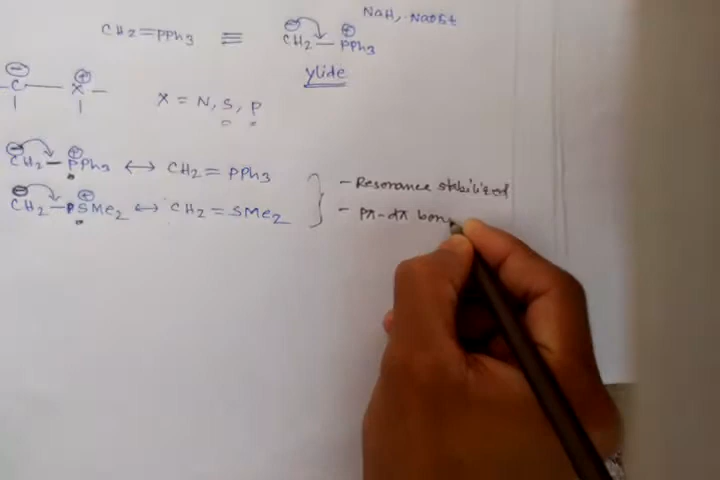 NaH, NaOEt
CH2=PPh3 ≡ ⊖CH2—⊕PPh3
ylide
—⊖C—⊕X— X = N, S, P
⊖CH2—⊕PPh3 ↔ CH2=PPh3
- Resonance stabilized
⊖CH2—⊕SMe2 ↔ CH2=SMe2
- pπ-dπ bon